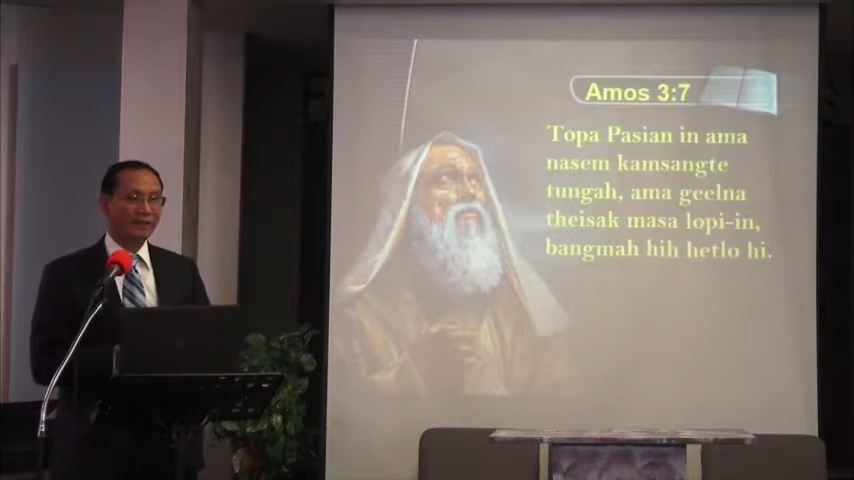 Amos 3:7
Topa Pasian in ama
nasem kamsangte
tungah, ama geelna
theisak masa lopi-in,
bangmah hih hetlo hi.